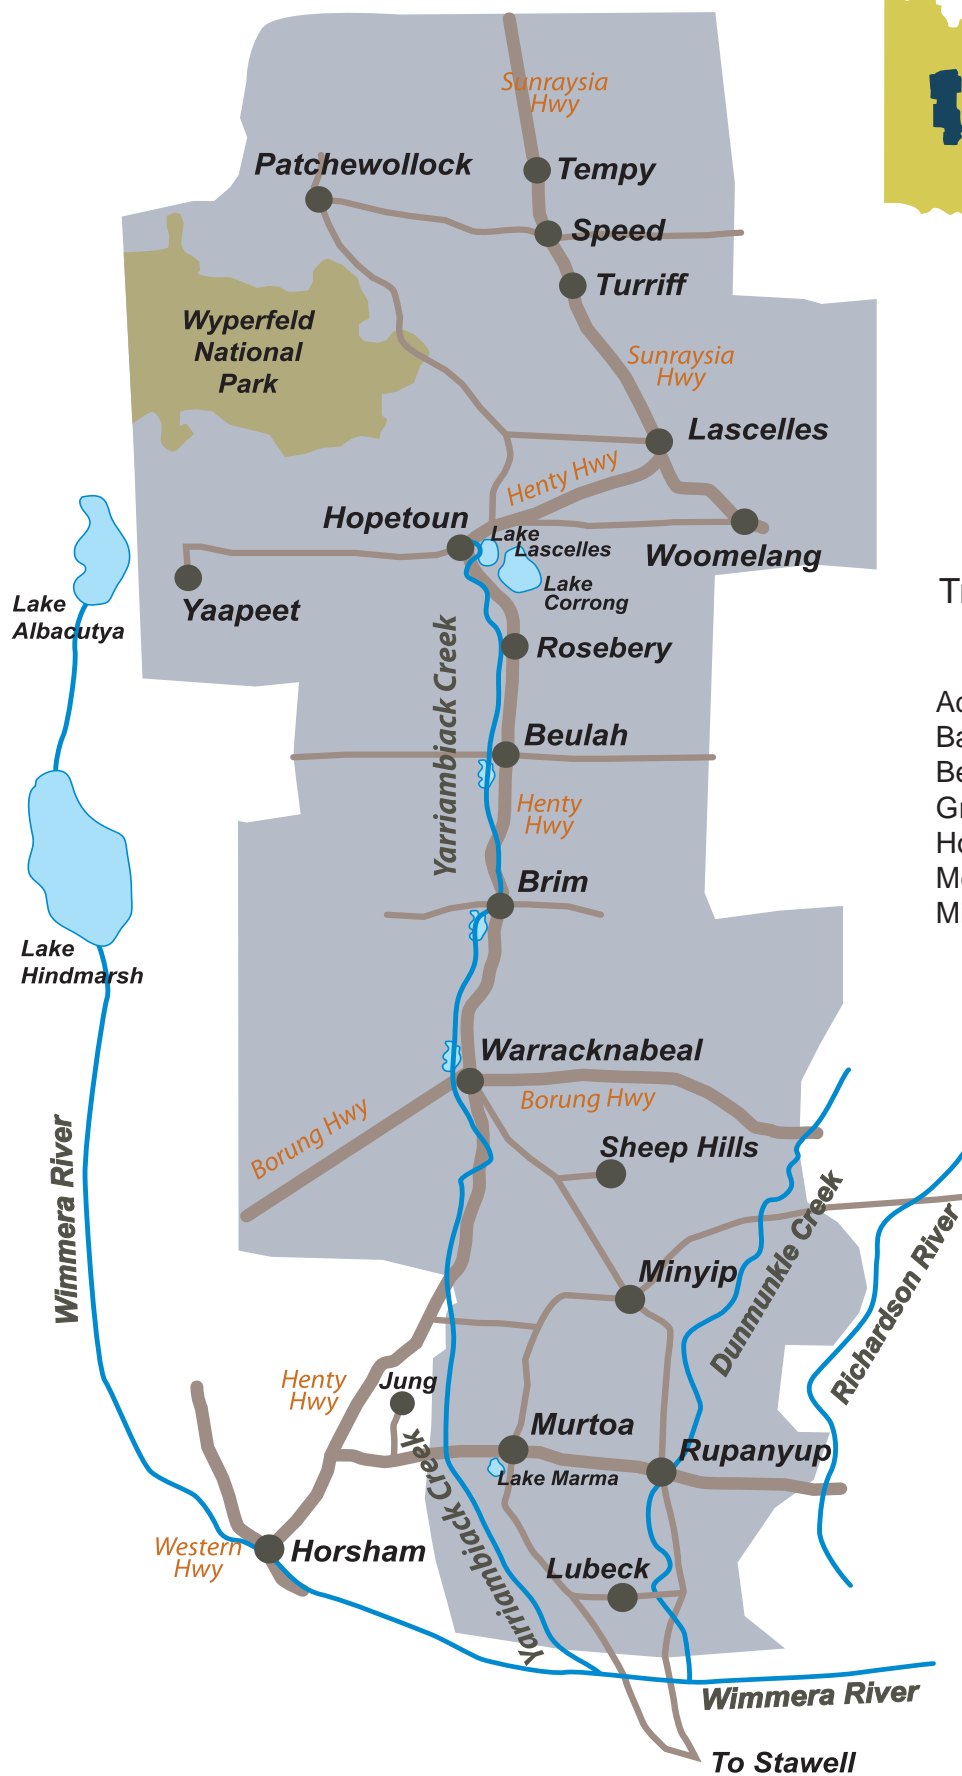 Sunraysia
Hwy
Patchewollock
Tempy
Speed
Turriff
Wyperfeld
National
Park
Sunraysia
Hwy
Lascelles
Henty Hwy
Hopetoun
Lake
Lascelles
Woomelang
Lake
Corrong
Yaapeet
Lake
Albacutya
Rosebery
Yarriambiack Creek
Beulah
Henty
Hwy
Brim
Lake
Hindmarsh
Warracknabeal
Borung Hwy
Borung Hwy
Sheep Hills
Wimmera River
Dunmunkle Creek
Richardson River
Minyip
Henty
Hwy
Jung
Murtoa
Rupanyup
Lake Marma
Yarriambiack Creek
Western
Hwy
Horsham
Lubeck
Wimmera River
To Stawell